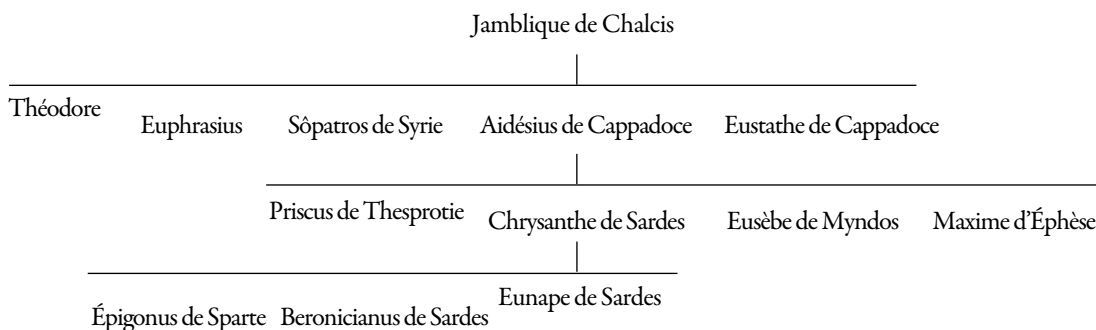 Jamblique de Chalcis
Théodore
Euphrasius Sôpatros de Syrie Aidésius de Cappadoce Eustathe de Cappadoce
Priscus de Thesprotie
Chrysanthe de Sardes Eusèbe de Myndos Maxime d’Éphèse
Eunape de Sardes
Épigonus de Sparte Beronicianus de Sardes